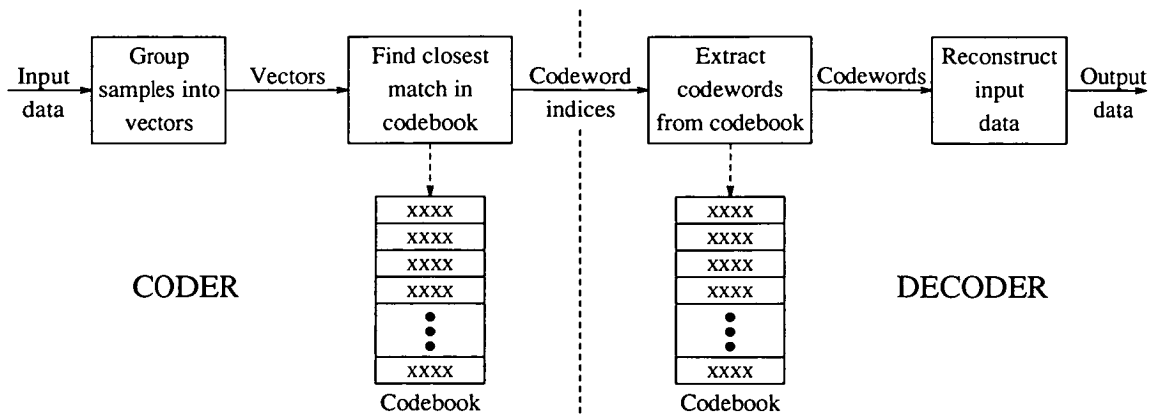 Input
data
Group
samples into
vectors
Vectors
Find closest
match in
codebook
Codeword
indices
Extract
codewords
from codebook
Codewords
Reconstruct
input
data
Output
data
xxxx
xxxx
xxxx
xxxx
xxxx
Codebook
xxxx
xxxx
xxxx
xxxx
xxxx
Codebook
CODER
DECODER